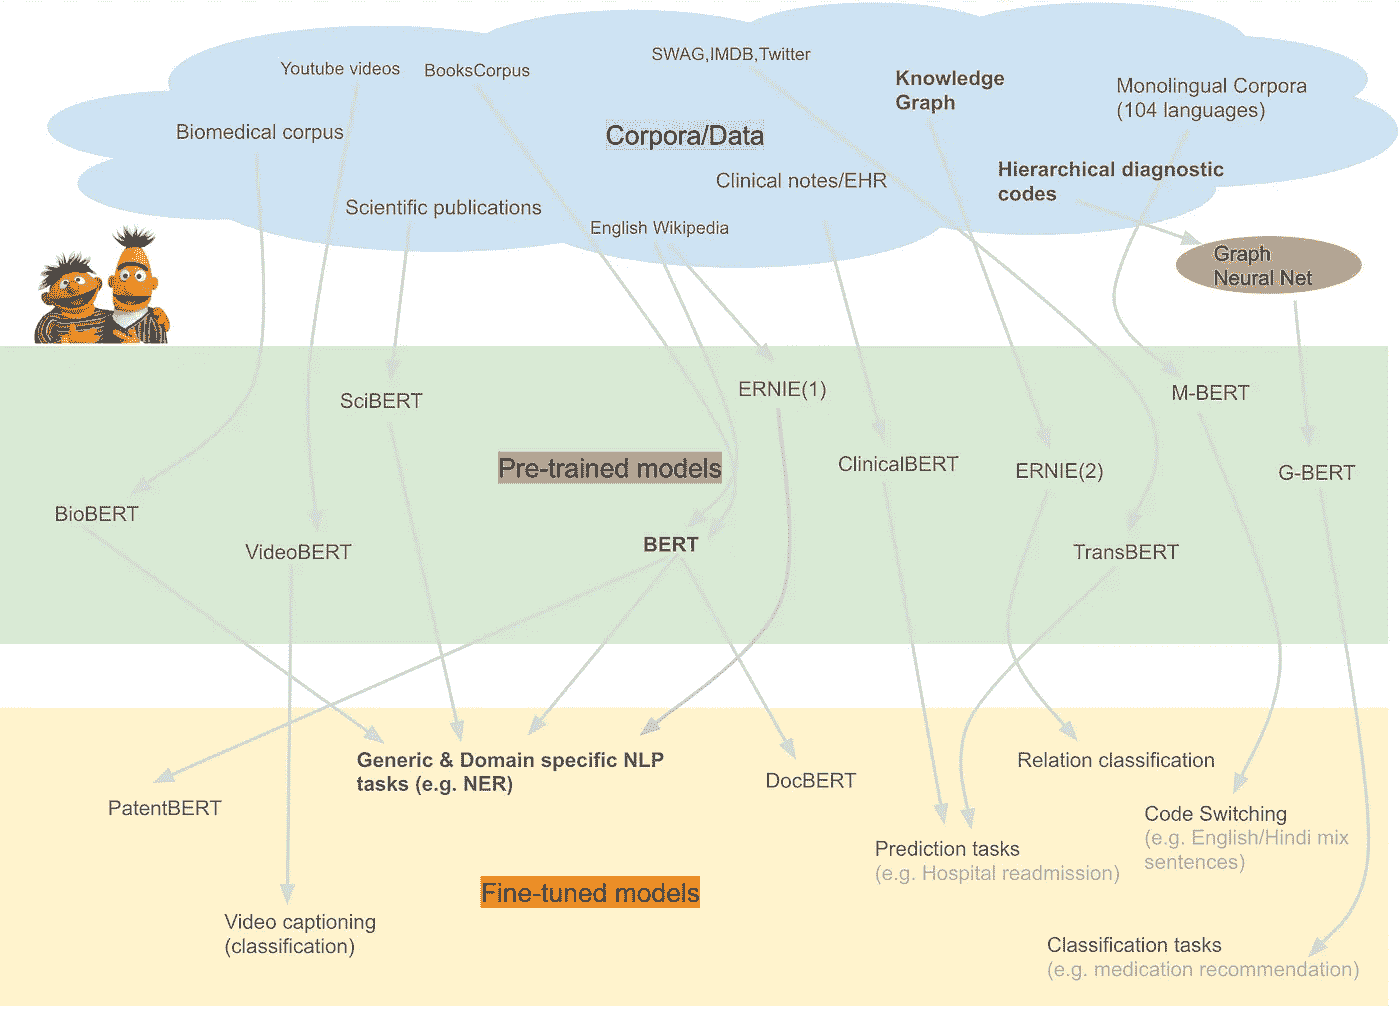 SWAG,IMDB,Twitter
Youtube videos
BooksCorpus
Knowledge
Graph
Monolingual Corpora
(104 languages)
Biomedical corpus
Corpora/Data
Hierarchical diagnostic
codes
Clinical notes/EHR
Scientific publications
English Wikipedia
Graph
Neural Net
SciBERT
ERNIE(1)
M-BERT
Pre-trained models
ClinicalBERT
ERNIE(2)
G-BERT
BioBERT
VideoBERT
BERT
TransBERT
Generic & Domain specific NLP
tasks (e.g. NER)
Relation classification
DocBERT
PatentBERT
Code Switching
(e.g. English/Hindi mix
sentences)
Prediction tasks
(e.g. Hospital readmission)
Fine-tuned models
Video captioning
(classification)
Classification tasks
(e.g. medication recommendation)